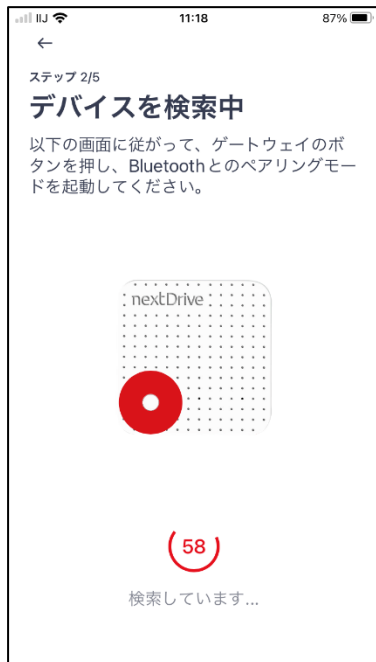 IIJ 11:18 87%
←
ステップ 2/5
デバイスを検索中
以下の画面に従がって、ゲートウェイのボ
タンを押し、Bluetoothとのペアリングモー
ドを起動してください。
nextDrive
58
検索しています...